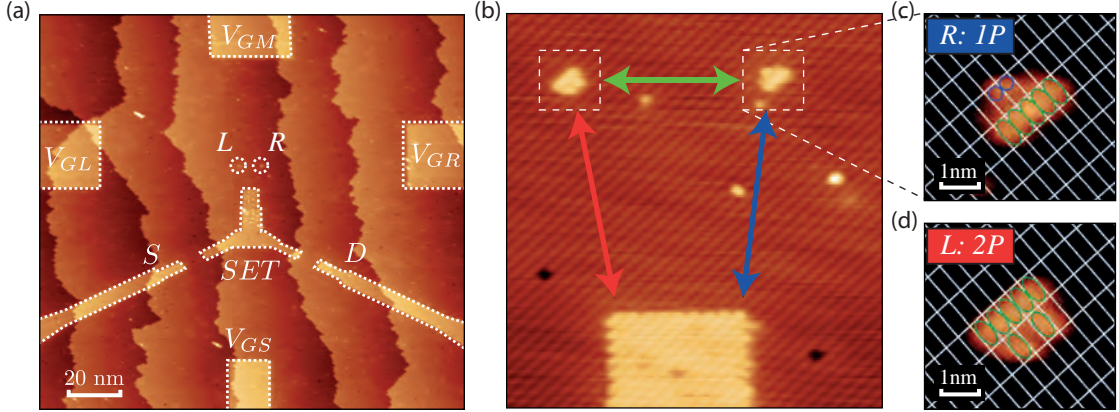 (a)
V_GM
V_GL
L R
V_GR
S
SET
D
V_GS
20 nm
(b)
(c)
R: 1P
1nm
(d)
L: 2P
1nm